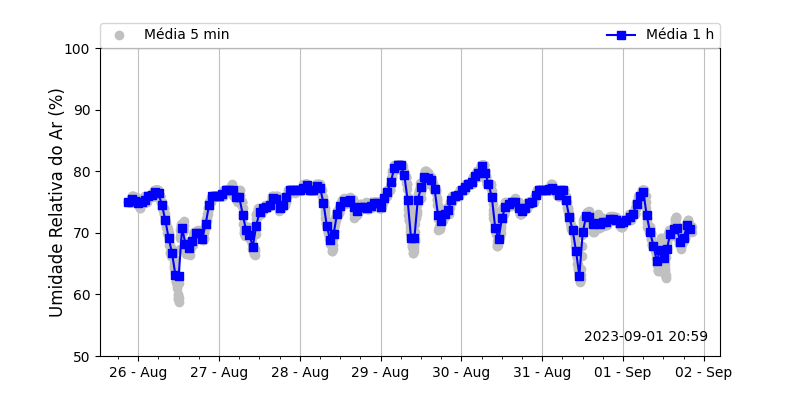 Média 5 min
Média 1 h
100
90
80
70
60
50
Umidade Relativa do Ar (%)
2023-09-01 20:59
26 - Aug
27 - Aug
28 - Aug
29 - Aug
30 - Aug
31 - Aug
01 - Sep
02 - Sep